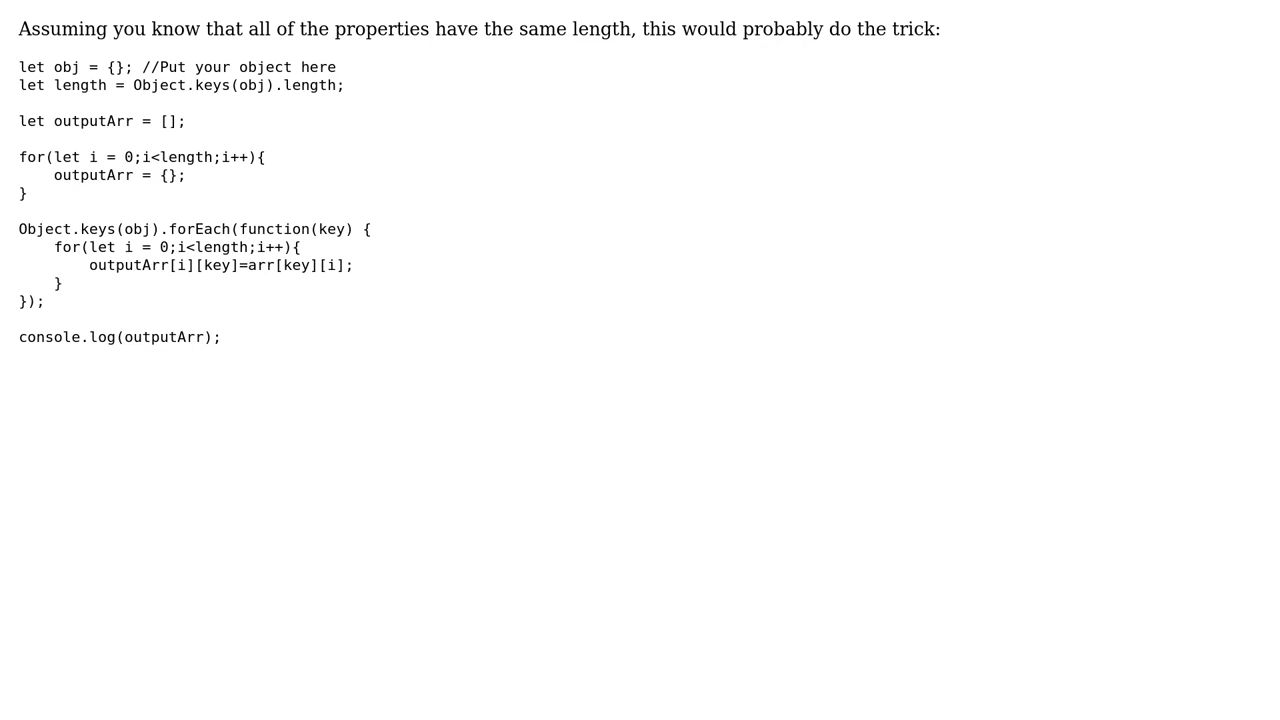 Assuming you know that all of the properties have the same length, this would probably do the trick:
let obj = {}; //Put your object here
let length = Object.keys(obj).length;

let outputArr = [];

for(let i = 0;i<length;i++){
    outputArr = {};
}

Object.keys(obj).forEach(function(key) {
    for(let i = 0;i<length;i++){
        outputArr[i][key]=arr[key][i];
    }
});

console.log(outputArr);